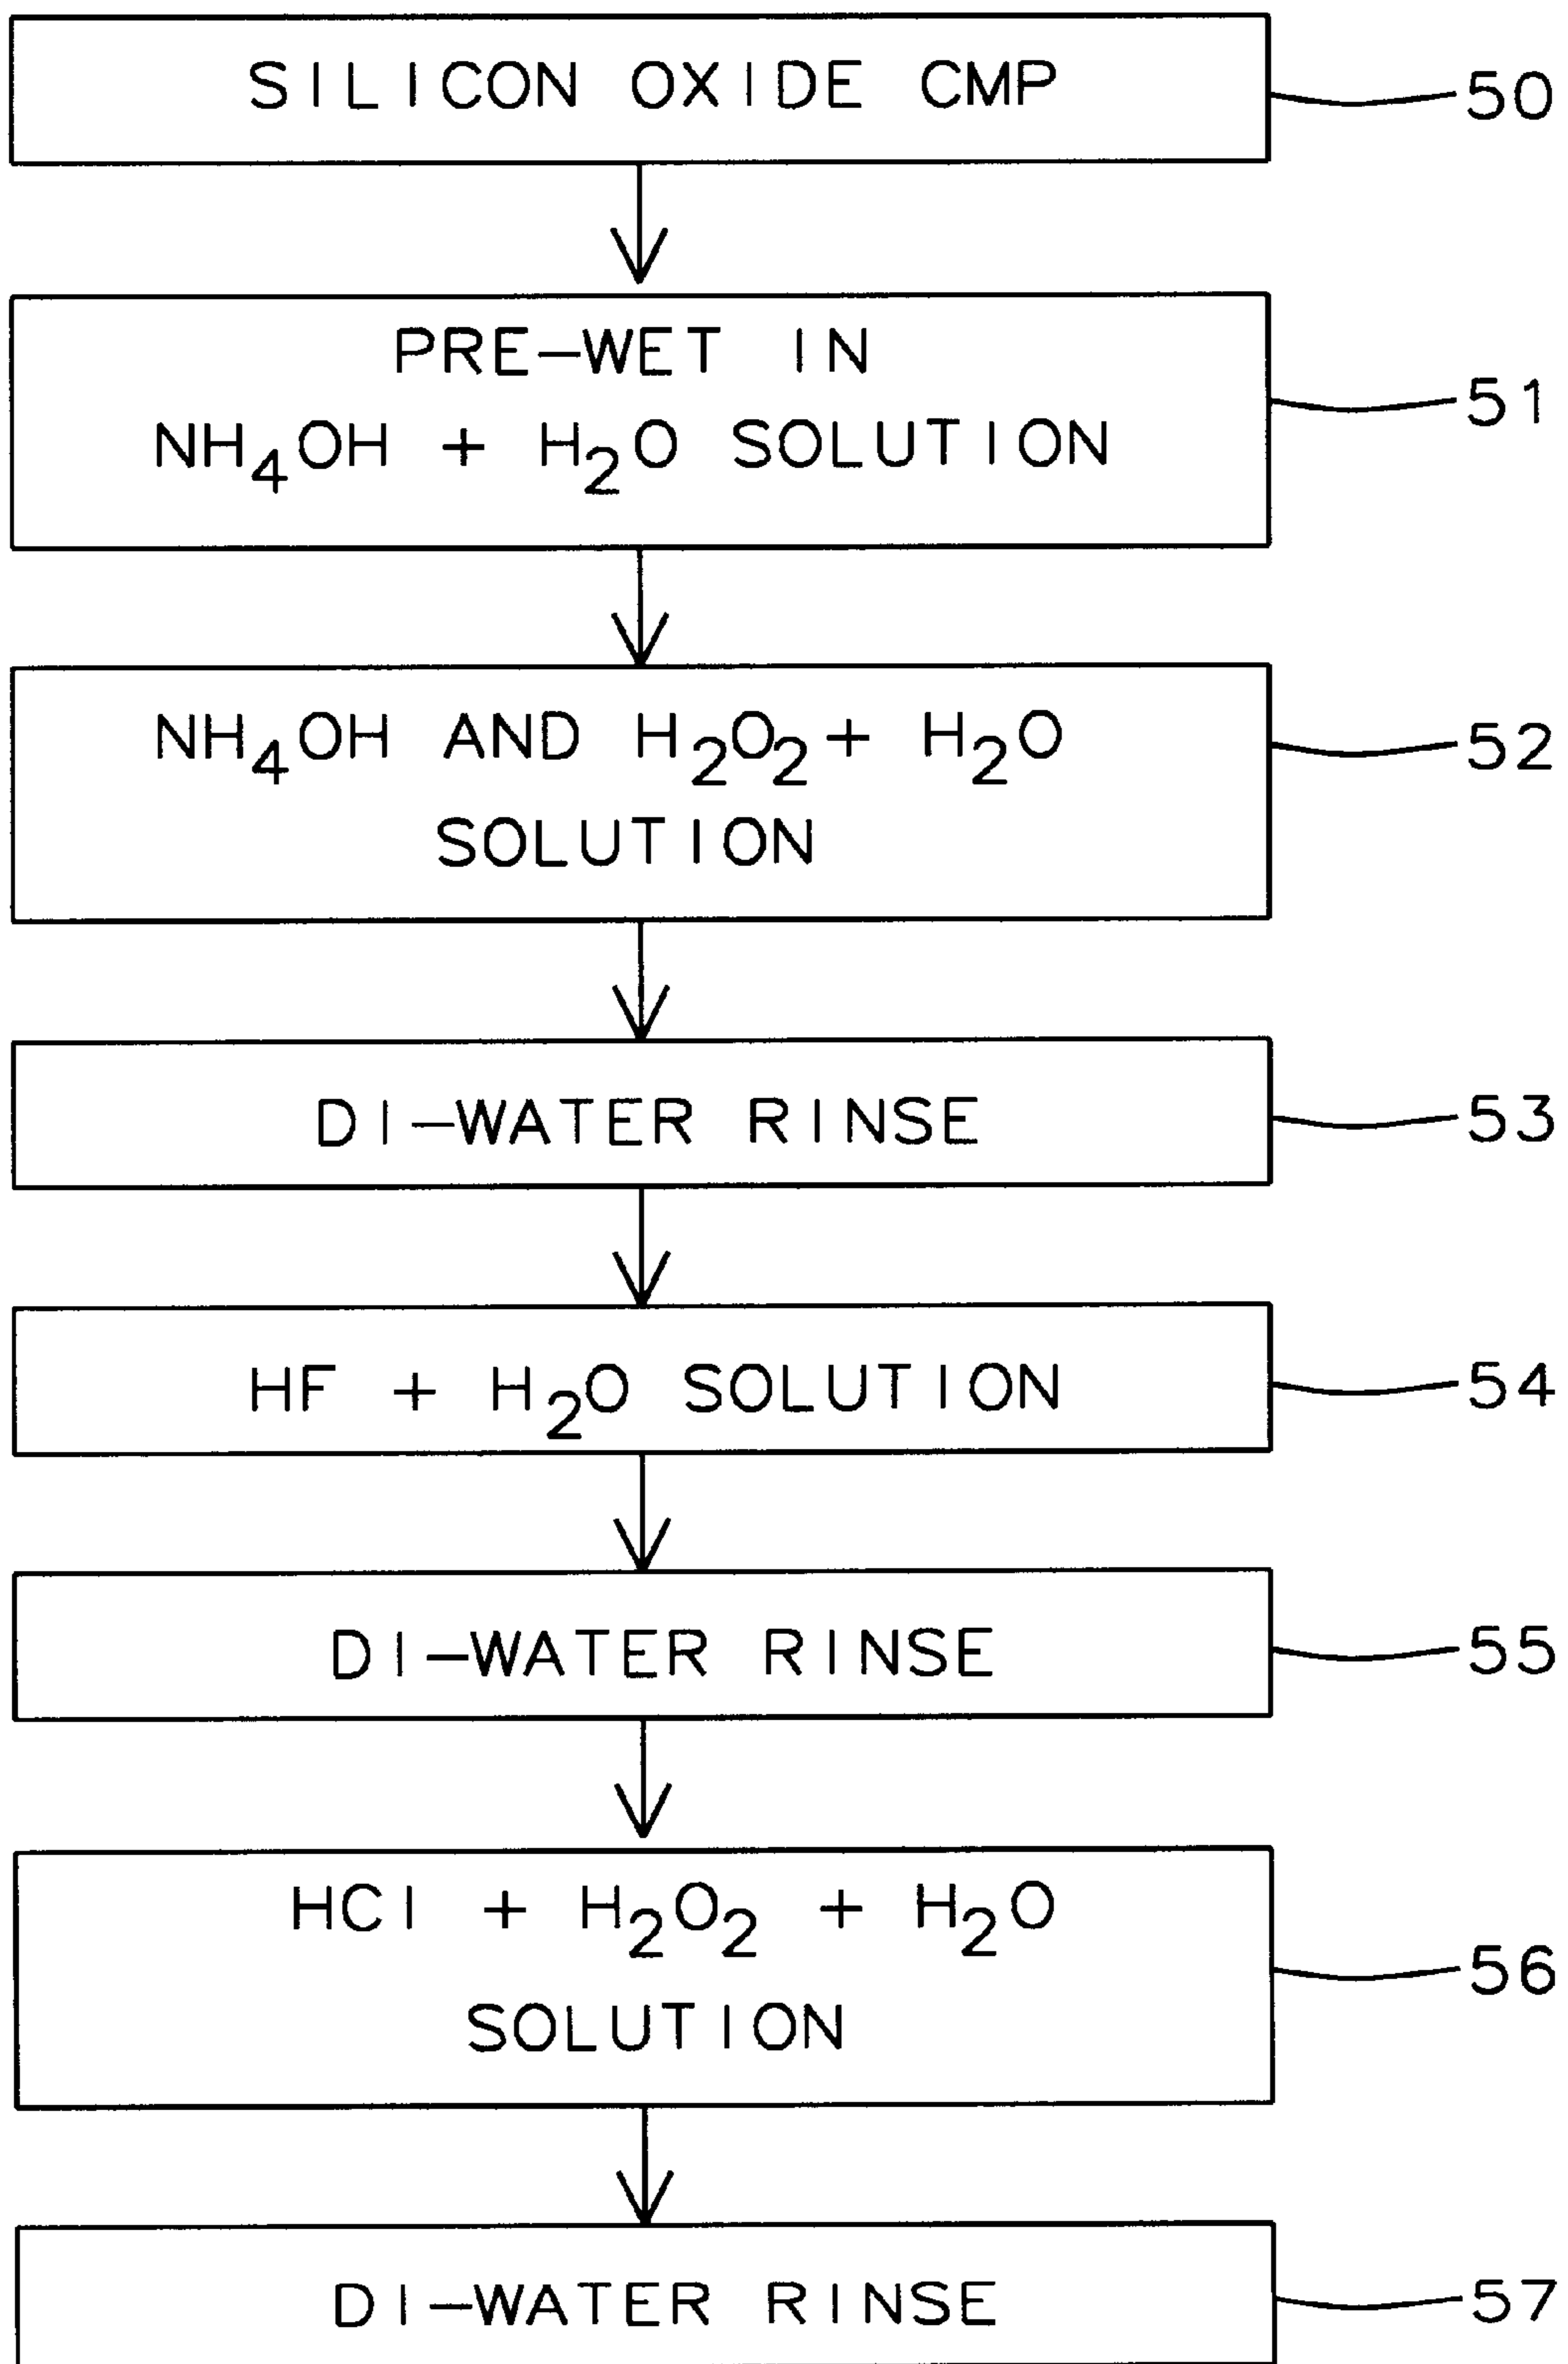 SILICON OXIDE CMP
50
PRE-WET IN
NH₄OH + H₂O SOLUTION
51
NH₄OH AND H₂O₂ + H₂O
SOLUTION
52
DI-WATER RINSE
53
HF + H₂O SOLUTION
54
DI-WATER RINSE
55
HCl + H₂O₂ + H₂O
SOLUTION
56
DI-WATER RINSE
57